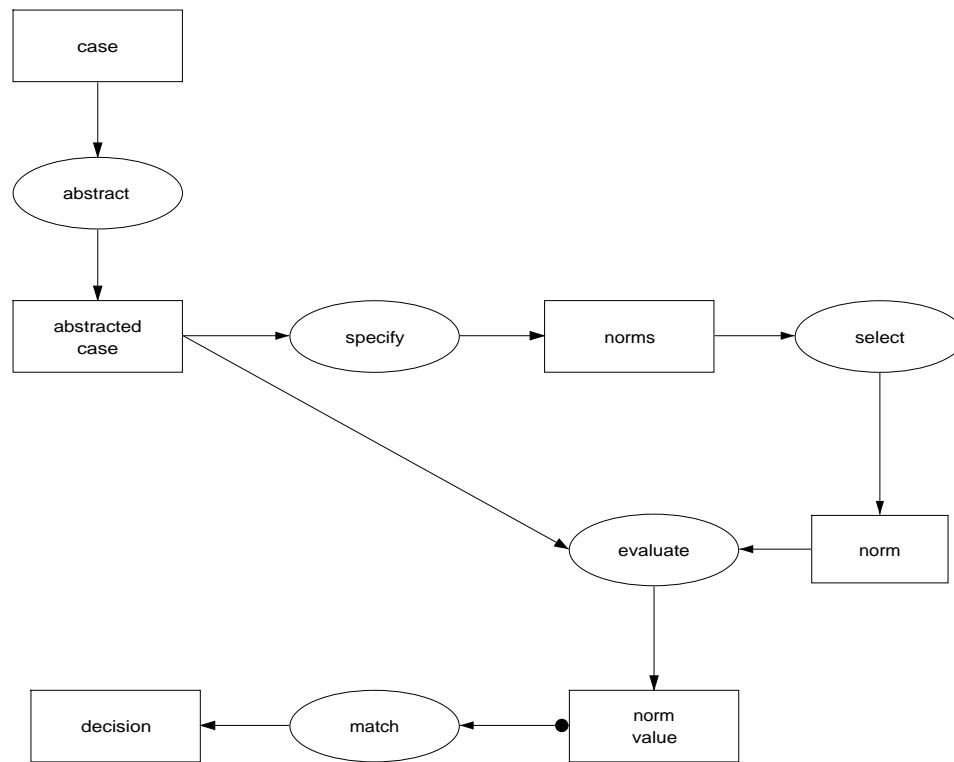 case
abstract
abstracted
case
specify
norms
select
evaluate
norm
decision
match
norm
value